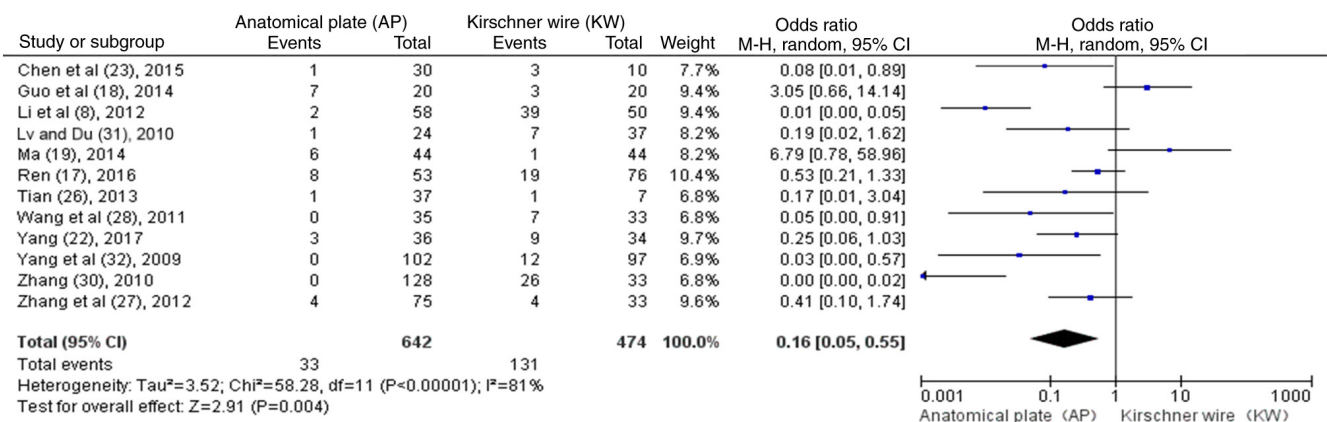 Anatomical plate (AP) Kirschner wire (KW) Odds ratio Odds ratio
Study or subgroup Events Total Events Total Weight M-H, random, 95% CI M-H, random, 95% CI
Chen et al (23), 2015 1 30 3 10 7.7% 0.08 [0.01, 0.89]
Guo et al (18), 2014 7 20 3 20 9.4% 3.05 [0.66, 14.14]
Li et al (8), 2012 2 58 39 50 9.4% 0.01 [0.00, 0.05]
Lv and Du (31), 2010 1 24 7 37 8.2% 0.19 [0.02, 1.62]
Ma (19), 2014 6 44 1 44 8.2% 6.79 [0.78, 58.96]
Ren (17), 2016 8 53 19 76 10.4% 0.53 [0.21, 1.33]
Tian (26), 2013 1 37 1 7 6.8% 0.17 [0.01, 3.04]
Wang et al (28), 2011 0 35 7 33 6.8% 0.05 [0.00, 0.91]
Yang (22), 2017 3 36 9 34 9.7% 0.25 [0.06, 1.03]
Yang et al (32), 2009 0 102 12 97 6.9% 0.03 [0.00, 0.57]
Zhang (30), 2010 0 128 26 33 6.8% 0.00 [0.00, 0.02]
Zhang et al (27), 2012 4 75 4 33 9.6% 0.41 [0.10, 1.74]
Total (95% CI) 642 474 100.0% 0.16 [0.05, 0.55]
Total events 33 131
Heterogeneity: Tau²=3.52; Chi²=58.28, df=11 (P<0.00001); I²=81%
Test for overall effect: Z=2.91 (P=0.004)
0.001 0.1 1 10 1000
Anatomical plate (AP) Kirschner wire (KW)